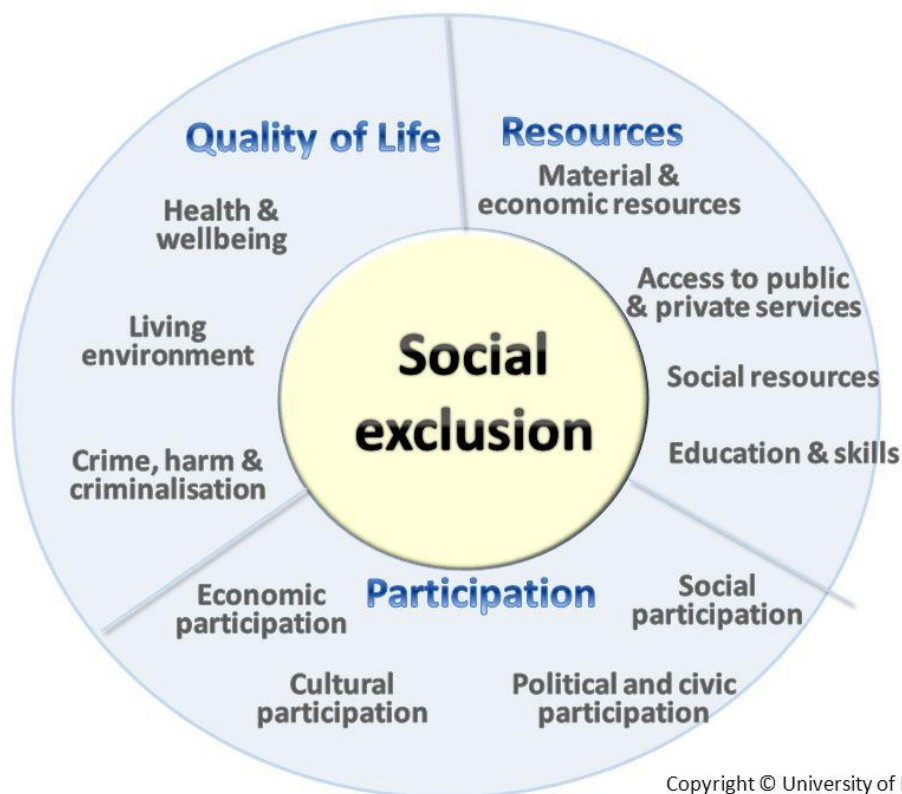 Quality of Life
Health &
wellbeing
Living
environment
Crime, harm &
criminalisation
Resources
Material &
economic resources
Access to public
& private services
Social resources
Education & skills
Social
exclusion
Participation
Economic
participation
Cultural
participation
Political and civic
participation
Social
participation
Copyright © University of